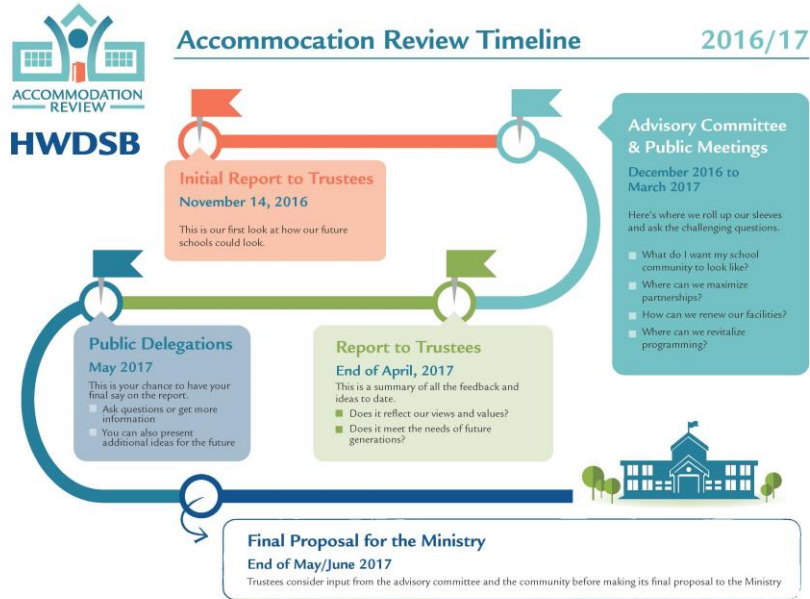 ACCOMMODATION
REVIEW
HWDSB
Accommocation Review Timeline
2016/17
Initial Report to Trustees
November 14, 2016
This is our first look at how our future
schools could look.
Advisory Committee
& Public Meetings
December 2016 to
March 2017
Here's where we roll up our sleeves
and ask the challenging questions.
What do I want my school
community to look like?
Where can we maximize
partnerships?
How can we renew our facilities?
Where can we revitalize
programming?
Report to Trustees
End of April, 2017
This is a summary of all the feedback and
ideas to date.
Does it reflect our views and values?
Does it meet the needs of future
generations?
Public Delegations
May 2017
This is your chance to have your
final say on the report.
Ask questions or get more
information
You can also present
additional ideas for the future
Final Proposal for the Ministry
End of May/June 2017
Trustees consider input from the advisory committee and the community before making its final proposal to the Ministry